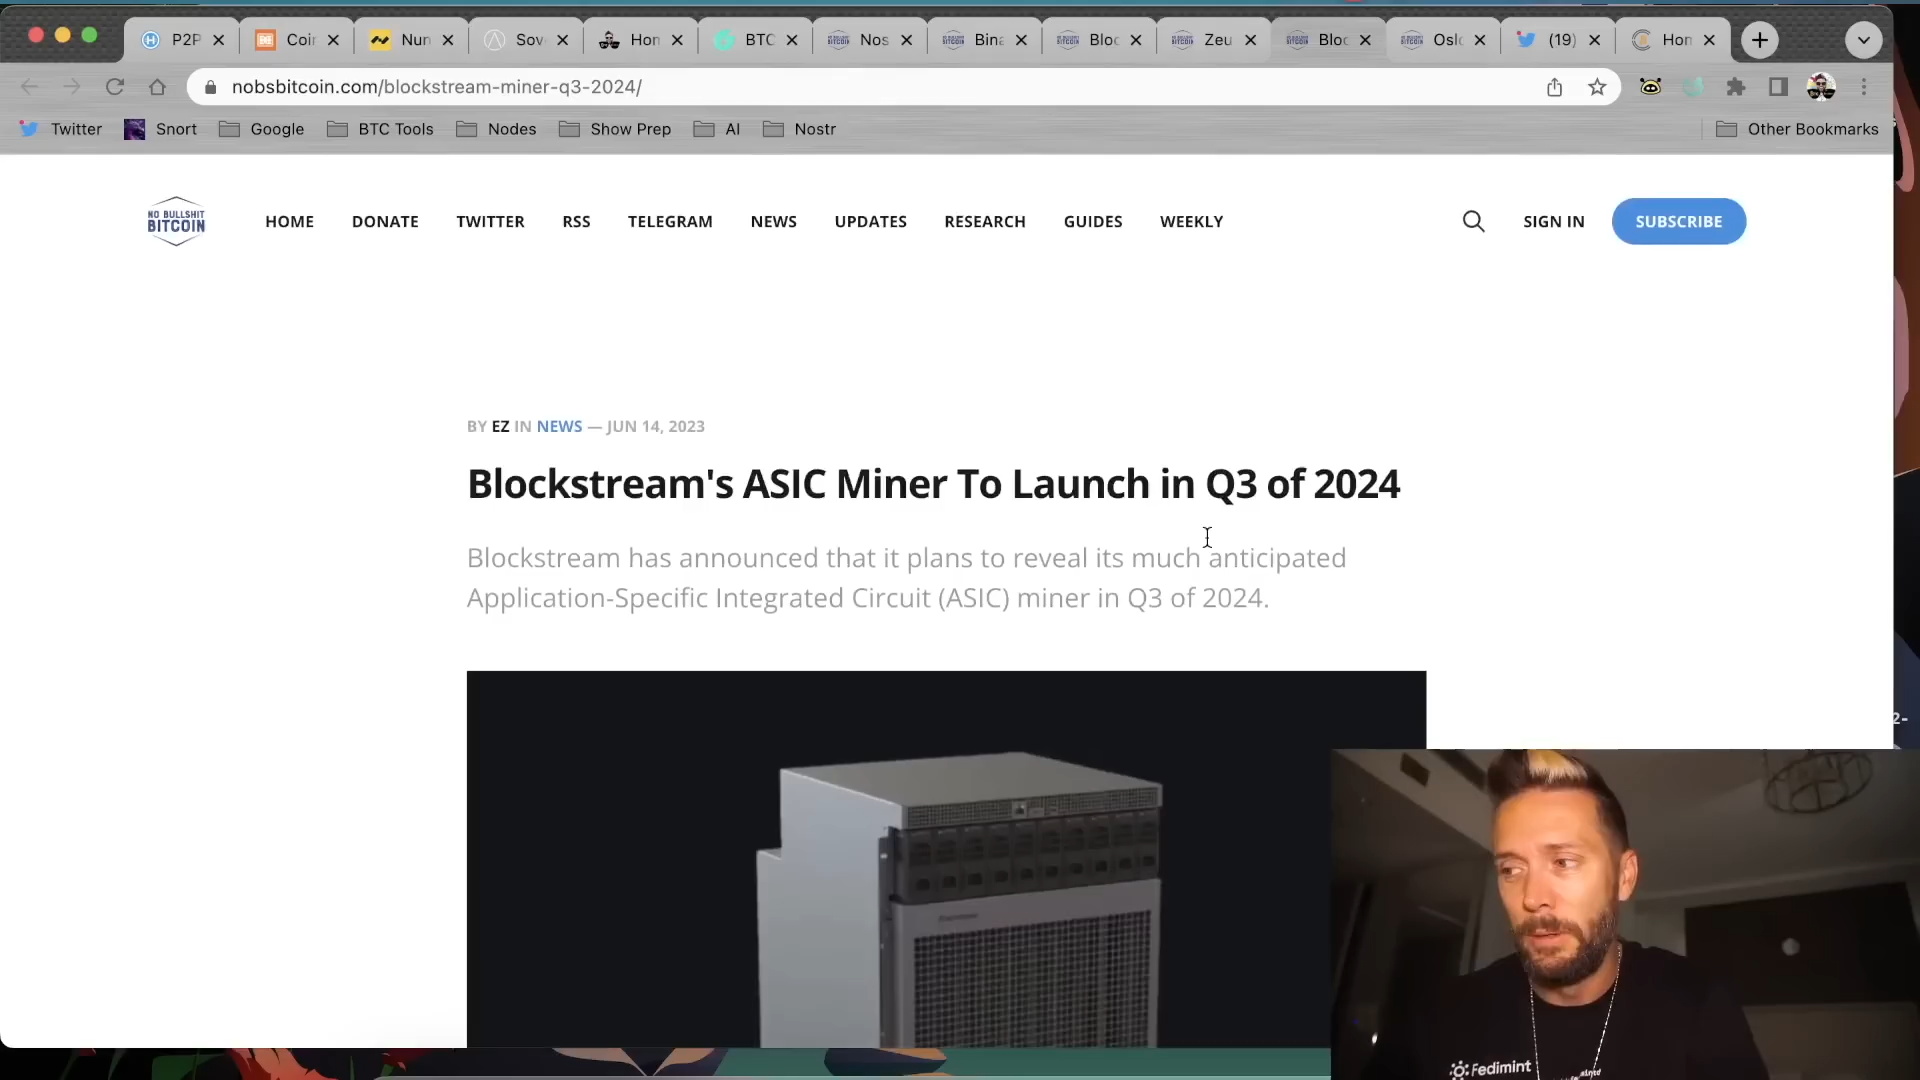 P2P
Coin
Nun
Sov
Hon
BTC
Nos
Bina
Bloc
Zeu
Bloc
Oslo
(19)
Hon
nobsbitcoin.com/blockstream-miner-q3-2024/
Twitter
Snort
Google
BTC Tools
Nodes
Show Prep
AI
Nostr
Other Bookmarks
NO BULLSHIT
BITCOIN
HOME
DONATE
TWITTER
RSS
TELEGRAM
NEWS
UPDATES
RESEARCH
GUIDES
WEEKLY
SIGN IN
SUBSCRIBE
BY EZ IN NEWS — JUN 14, 2023
Blockstream's ASIC Miner To Launch in Q3 of 2024
Blockstream has announced that it plans to reveal its much anticipated
Application-Specific Integrated Circuit (ASIC) miner in Q3 of 2024.
2-
Fedimint